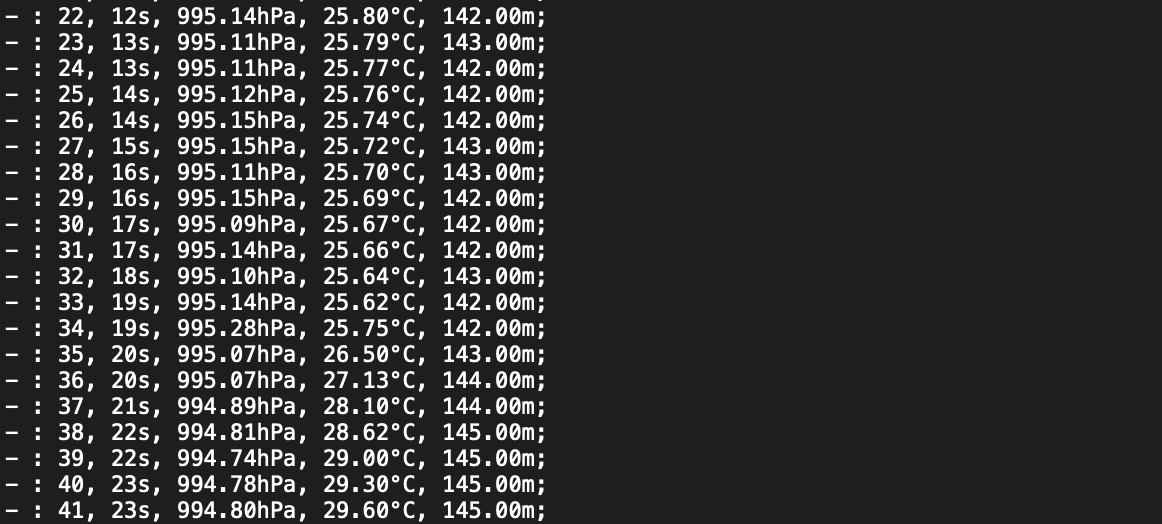 - : 22, 12s, 995.14hPa, 25.80°C, 142.00m;
- : 23, 13s, 995.11hPa, 25.79°C, 143.00m;
- : 24, 13s, 995.11hPa, 25.77°C, 142.00m;
- : 25, 14s, 995.12hPa, 25.76°C, 142.00m;
- : 26, 14s, 995.15hPa, 25.74°C, 142.00m;
- : 27, 15s, 995.15hPa, 25.72°C, 143.00m;
- : 28, 16s, 995.11hPa, 25.70°C, 143.00m;
- : 29, 16s, 995.15hPa, 25.69°C, 142.00m;
- : 30, 17s, 995.09hPa, 25.67°C, 142.00m;
- : 31, 17s, 995.14hPa, 25.66°C, 142.00m;
- : 32, 18s, 995.10hPa, 25.64°C, 143.00m;
- : 33, 19s, 995.14hPa, 25.62°C, 142.00m;
- : 34, 19s, 995.28hPa, 25.75°C, 142.00m;
- : 35, 20s, 995.07hPa, 26.50°C, 143.00m;
- : 36, 20s, 995.07hPa, 27.13°C, 144.00m;
- : 37, 21s, 994.89hPa, 28.10°C, 144.00m;
- : 38, 22s, 994.81hPa, 28.62°C, 145.00m;
- : 39, 22s, 994.74hPa, 29.00°C, 145.00m;
- : 40, 23s, 994.78hPa, 29.30°C, 145.00m;
- : 41, 23s, 994.80hPa, 29.60°C, 145.00m;